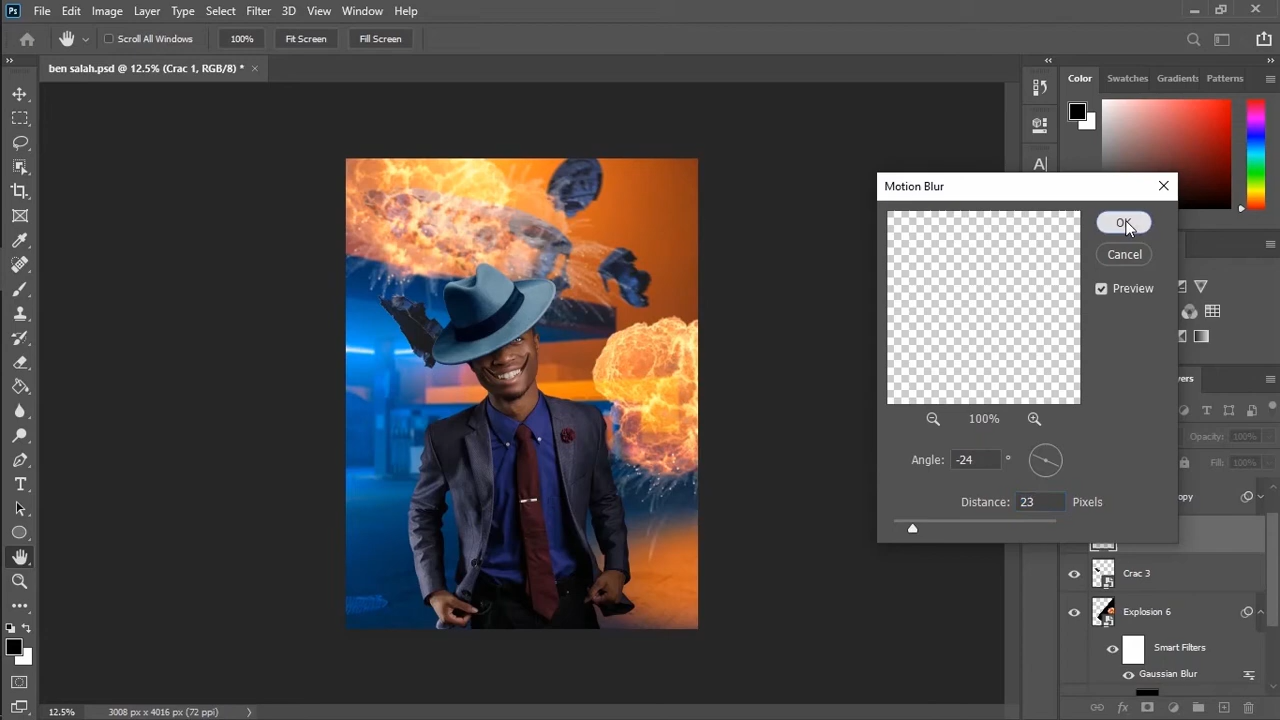 Ps File Edit Image Layer Type Select Filter 3D View Window Help
Scroll All Windows 100% Fit Screen Fill Screen
ben salah.psd @ 12.5% (Crac 1, RGB/8) *
Color Swatches Gradients Patterns
A|
Motion Blur
OK
Cancel
Preview
100%
Angle: -24 °
Distance: 23 Pixels
Opacity: 100%
Fill: 100%
Crac 3
Explosion 6
Smart Filters
Gaussian Blur
fx
12.5% 3008 px x 4016 px (72 ppi)